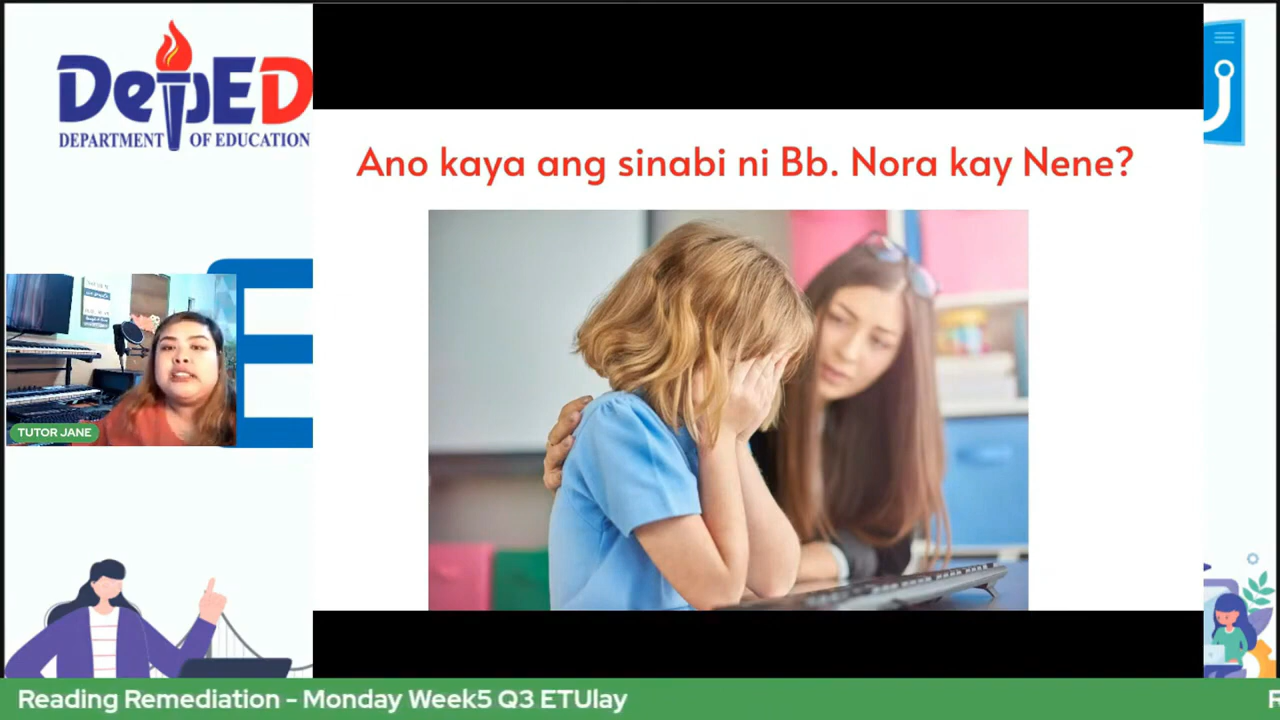 DepED
DEPARTMENT OF EDUCATION
Ano kaya ang sinabi ni Bb. Nora kay Nene?
TUTOR JANE
Reading Remediation - Monday Week5 Q3 ETUlay